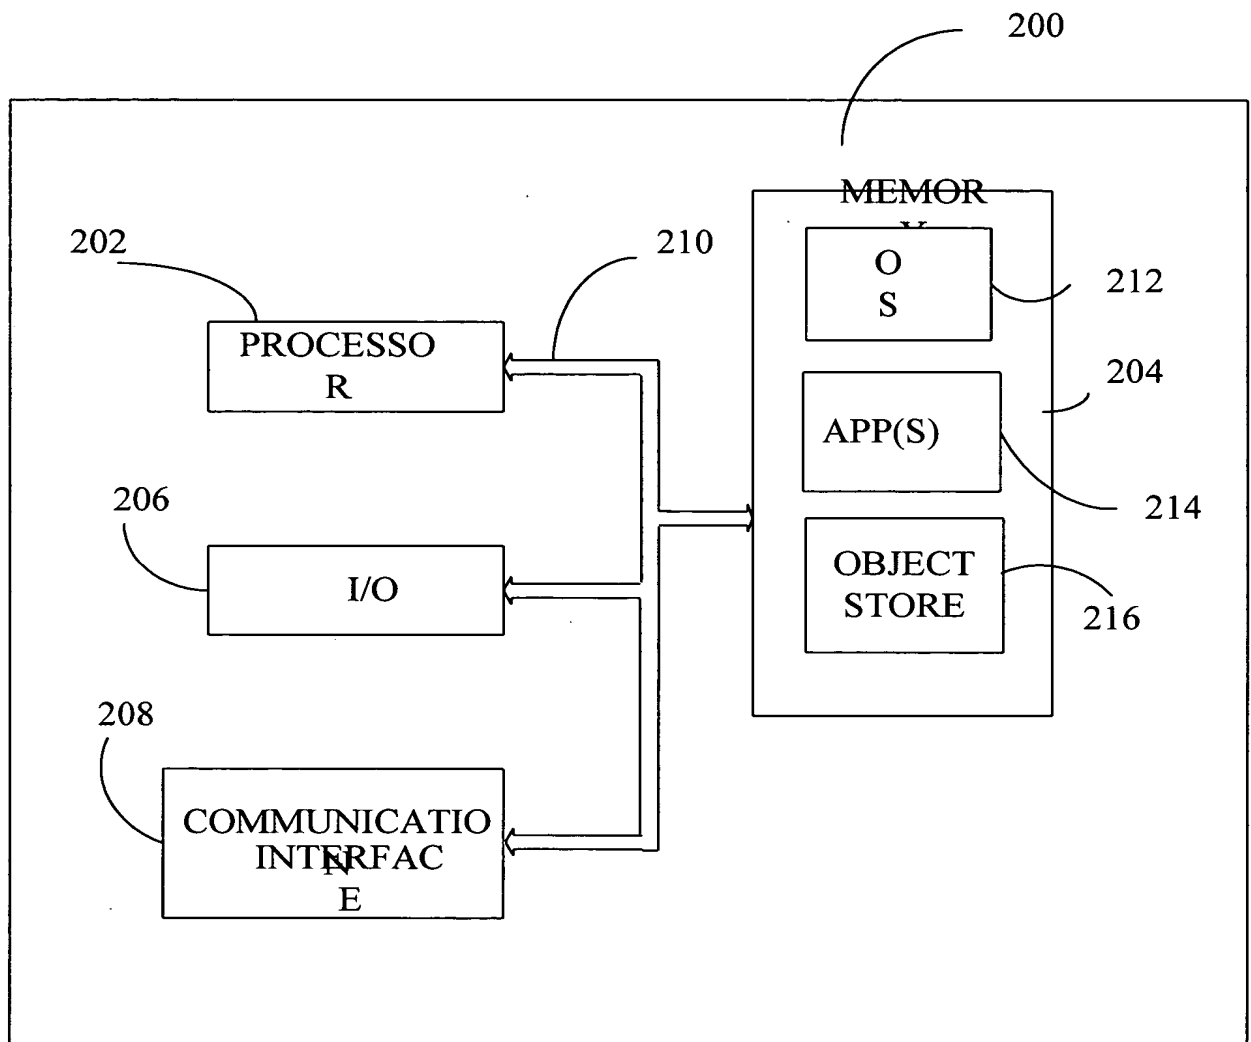 200
MEMOR
Y
202
210
O
S
212
PROCESSO
R
204
APP(S)
214
206
I/O
OBJECT
STORE
216
208
COMMUNICATIO
N
INTERFAC
E